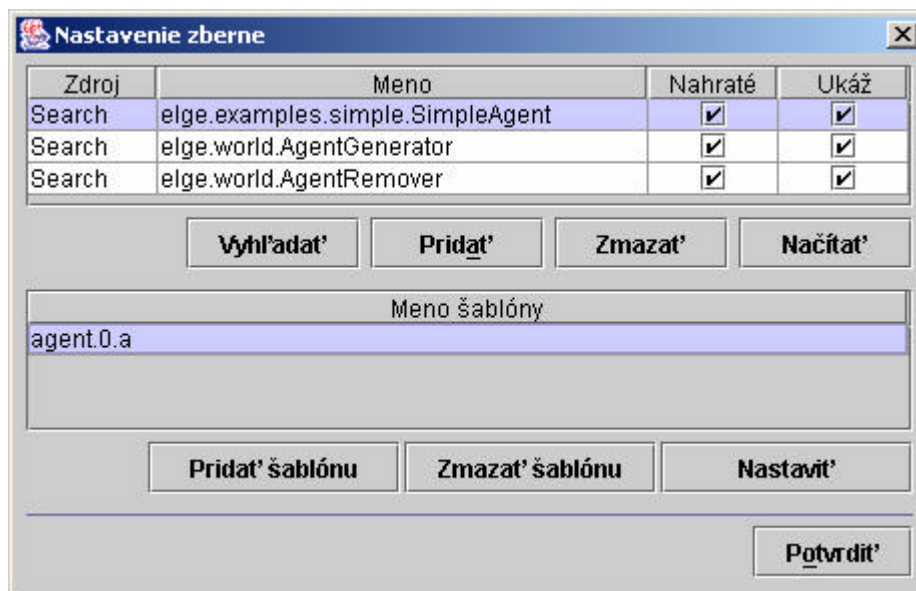 Nastavenie zberne
Zdroj Meno Nahraté Ukáž
Search elge.examples.simple.SimpleAgent
Search elge.world.AgentGenerator
Search elge.world.AgentRemover
Vyhľadať Pridať Zmazať Načítať
Meno šablóny
agent.0.a
Pridať šablónu Zmazať šablónu Nastaviť
Potvrdiť